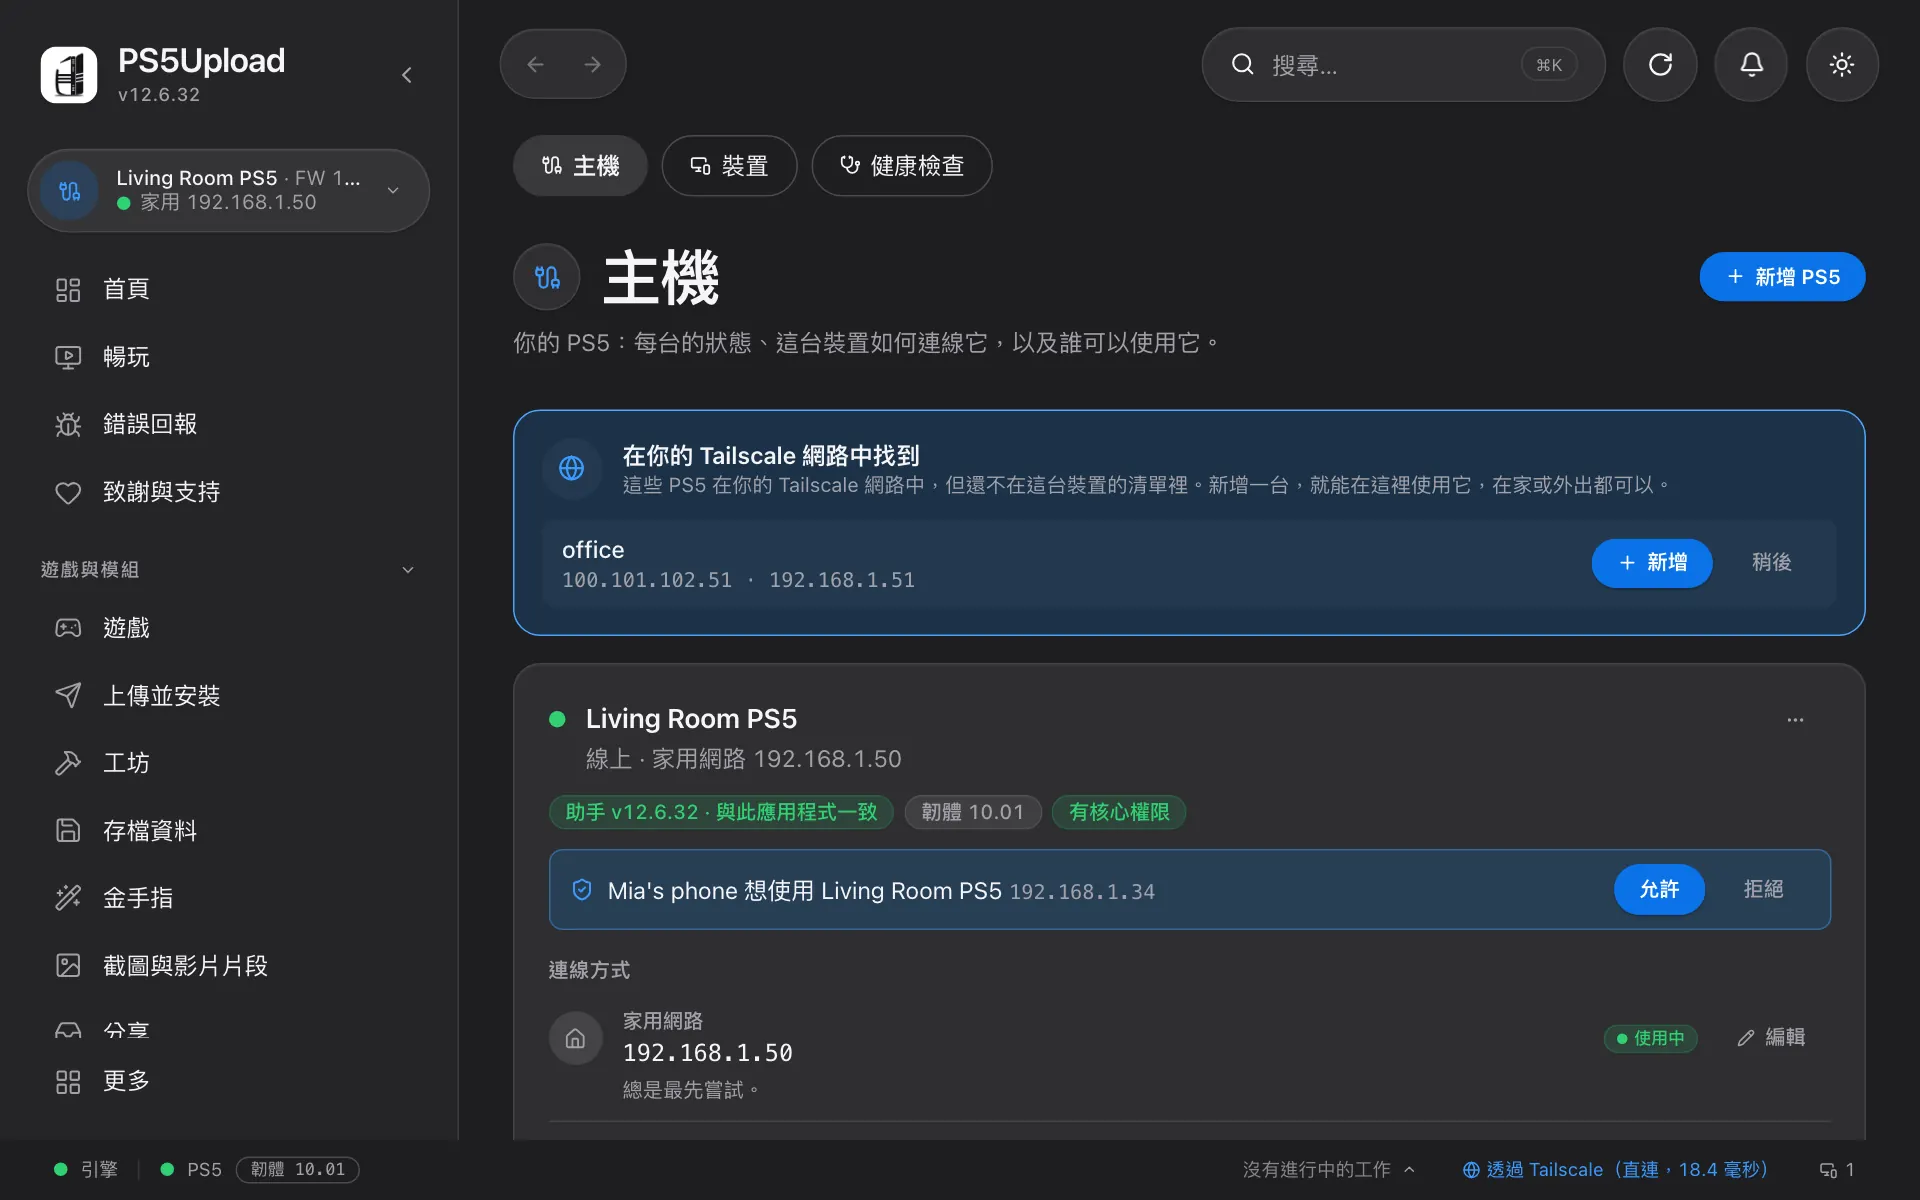 PS5Upload
v12.6.32
Living Room PS5 · FW 1...
家用 192.168.1.50
首頁
暢玩
錯誤回報
致謝與支持
遊戲與模組
遊戲
上傳並安裝
工坊
存檔資料
金手指
截圖與影片片段
分享
更多
搜尋...
⌘K
主機
裝置
健康檢查
主機
新增 PS5
你的 PS5：每台的狀態、這台裝置如何連線它，以及誰可以使用它。
在你的 Tailscale 網路中找到
這些 PS5 在你的 Tailscale 網路中，但還不在這台裝置的清單裡。新增一台，就能在這裡使用它，在家或外出都可以。
office
100.101.102.51 · 192.168.1.51
新增
稍後
Living Room PS5
線上 · 家用網路 192.168.1.50
助手 v12.6.32 · 與此應用程式一致
韌體 10.01
有核心權限
Mia's phone 想使用 Living Room PS5 192.168.1.34
允許
拒絕
連線方式
家用網路
192.168.1.50
總是最先嘗試。
使用中
編輯
引擎
PS5
韌體 10.01
沒有進行中的工作
透過 Tailscale（直連，18.4 毫秒）
1